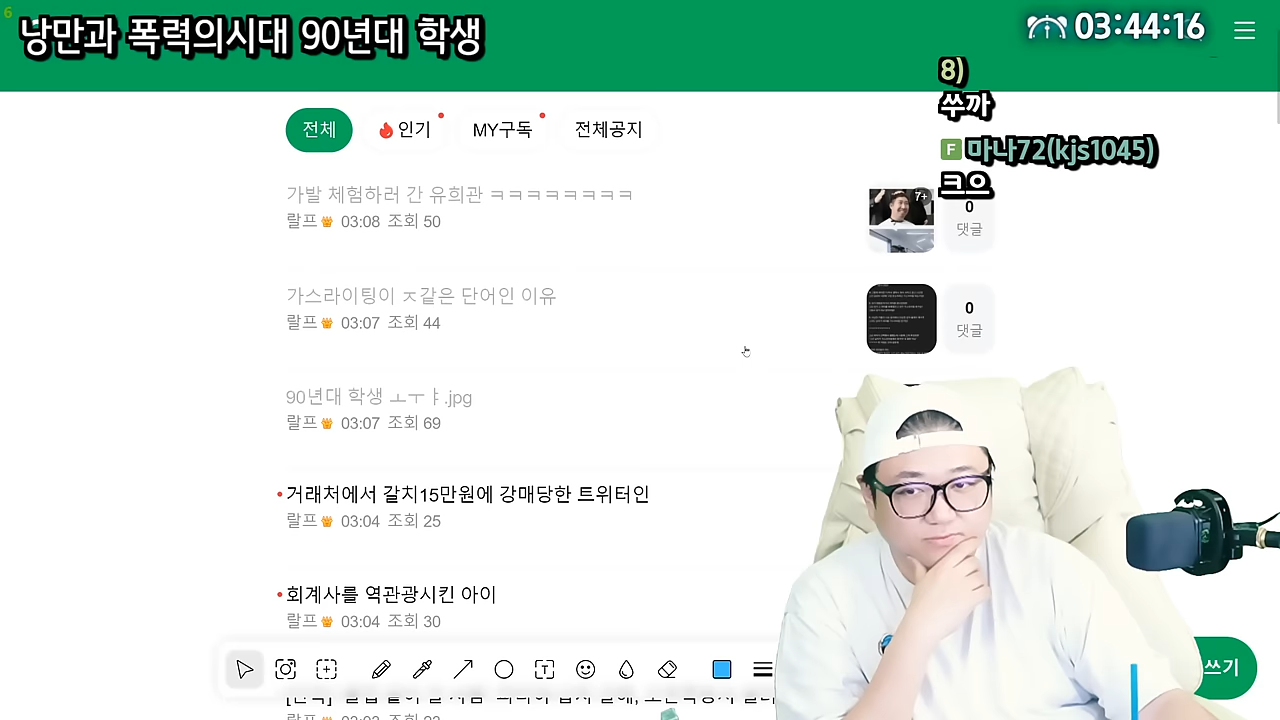 6
낭만과 폭력의시대 90년대 학생
03:44:16
8)
쑤까
F 마나72(kjs1045)
크으
전체
인기
MY구독
전체공지
가발 체험하러 간 유희관 ㅋㅋㅋㅋㅋㅋㅋㅋ
랄프 03:08 조회 50
7+
0
댓글
가스라이팅이 ㅈ같은 단어인 이유
랄프 03:07 조회 44
0
댓글
90년대 학생 ㅗㅜㅑ.jpg
랄프 03:07 조회 69
거래처에서 갈치15만원에 강매당한 트위터인
랄프 03:04 조회 25
회계사를 역관광시킨 아이
랄프 03:04 조회 30
쓰기